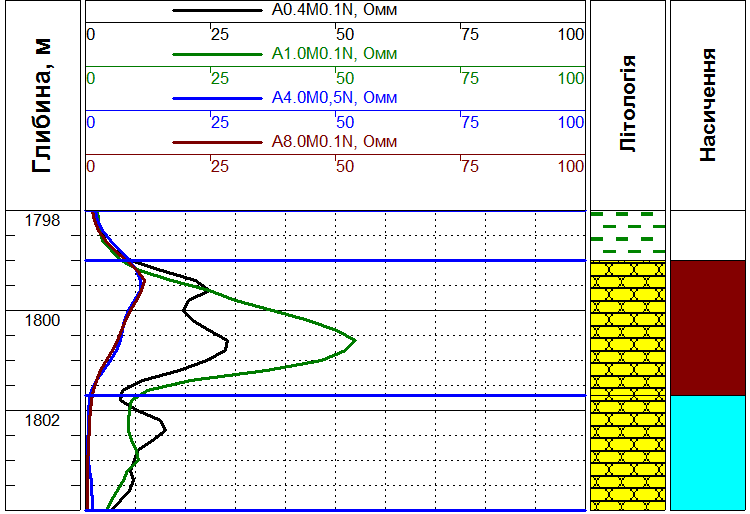 Глибина, м
A0.4M0.1N, Омм
0 25 50 75 100
A1.0M0.1N, Омм
0 25 50 75 100
A4.0M0,5N, Омм
0 25 50 75 100
A8.0M0.1N, Омм
0 25 50 75 100
Літологія
Насичення
1798
1800
1802